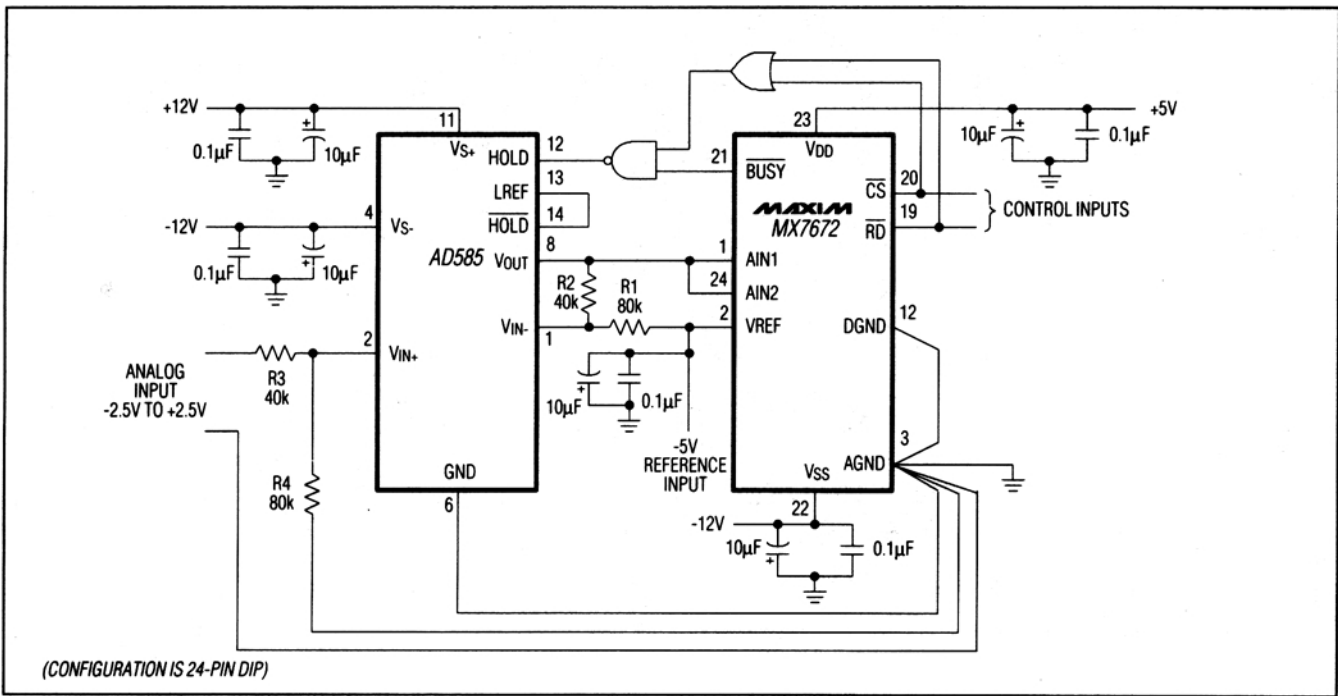 +12V
0.1µF
+
10µF
-12V
0.1µF
+
10µF
ANALOG
INPUT
-2.5V TO +2.5V
R3
40k
R4
80k
11
VS+
4
VS-
AD585
2
VIN+
GND
6
HOLD
12
LREF
13
HOLD
14
VOUT
8
VIN-
1
R2
40k
R1
80k
10µF
+
0.1µF
-5V
REFERENCE
INPUT
23
VDD
21
BUSY
MAXIM
MX7672
1
AIN1
24
AIN2
2
VREF
CS
20
RD
19
CONTROL INPUTS
DGND
12
AGND
3
VSS
22
-12V
10µF
+
0.1µF
10µF
+
0.1µF
+5V
(CONFIGURATION IS 24-PIN DIP)